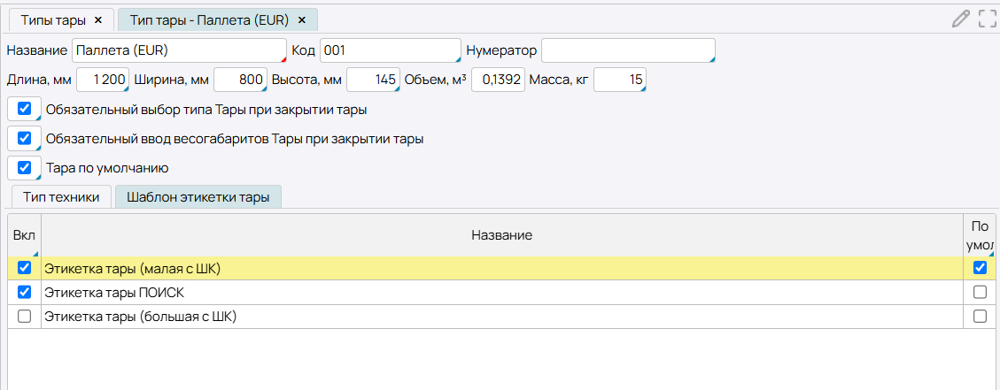 Типы тары × Тип тары - Паллета (EUR) ×
Название Паллета (EUR) Код 001 Нумератор
Длина, мм 1 200 Ширина, мм 800 Высота, мм 145 Объем, м³ 0,1392 Масса, кг 15
Обязательный выбор типа Тары при закрытии тары
Обязательный ввод весогабаритов Тары при закрытии тары
Тара по умолчанию
Тип техники Шаблон этикетки тары
Вкл Название По
умол
Этикетка тары (малая с ШК)
Этикетка тары ПОИСК
Этикетка тары (большая с ШК)